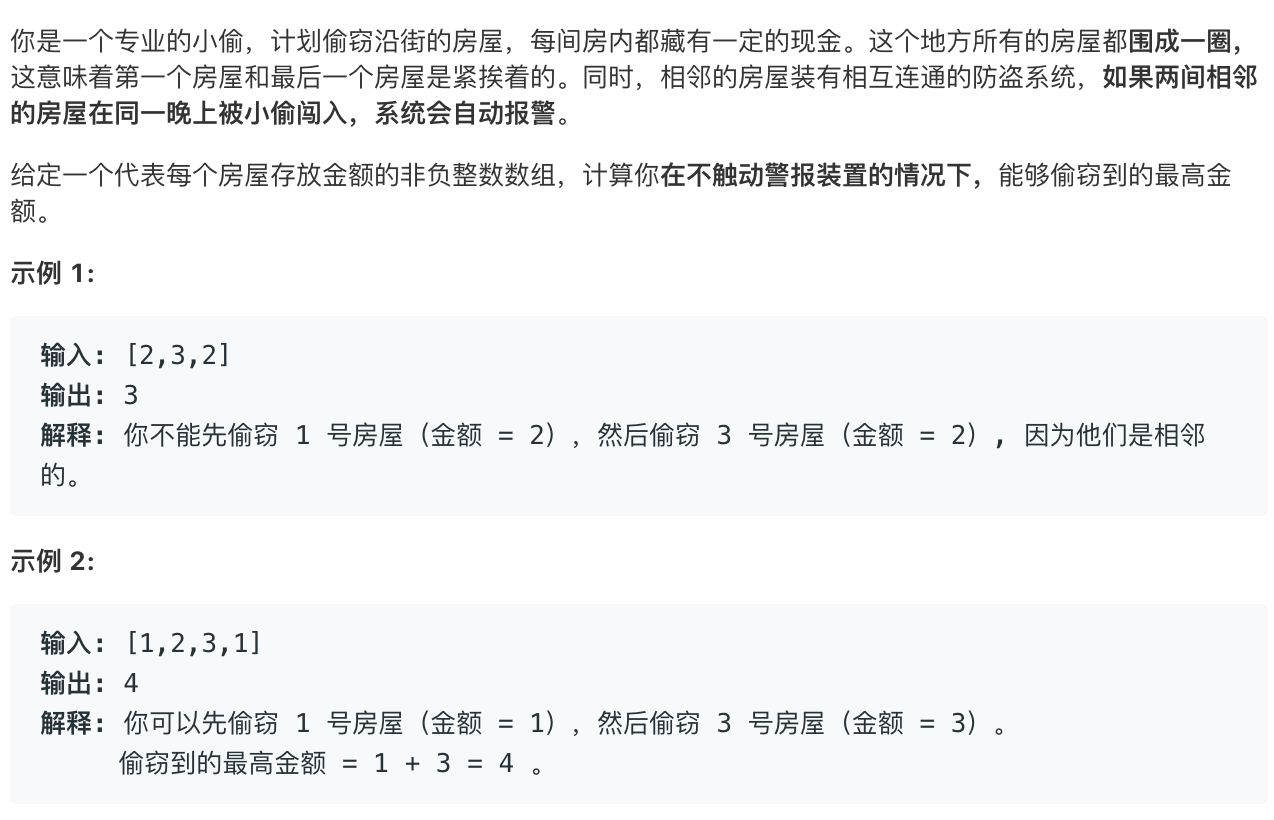 你是一个专业的小偷，计划偷窃沿街的房屋，每间房内都藏有一定的现金。这个地方所有的房屋都围成一圈，
这意味着第一个房屋和最后一个房屋是紧挨着的。同时，相邻的房屋装有相互连通的防盗系统，如果两间相邻
的房屋在同一晚上被小偷闯入，系统会自动报警。
给定一个代表每个房屋存放金额的非负整数数组，计算你在不触动警报装置的情况下，能够偷窃到的最高金
额。
示例 1:
输入: [2,3,2]
输出: 3
解释: 你不能先偷窃 1 号房屋（金额 = 2），然后偷窃 3 号房屋（金额 = 2）, 因为他们是相邻
的。
示例 2:
输入: [1,2,3,1]
输出: 4
解释: 你可以先偷窃 1 号房屋（金额 = 1），然后偷窃 3 号房屋（金额 = 3）。
偷窃到的最高金额 = 1 + 3 = 4 。